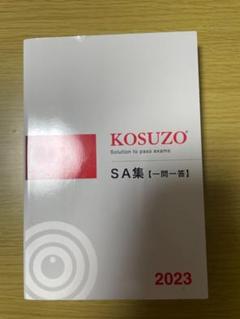 KOSUZO
Solution to pass exams
SA集【一問一答】
2023